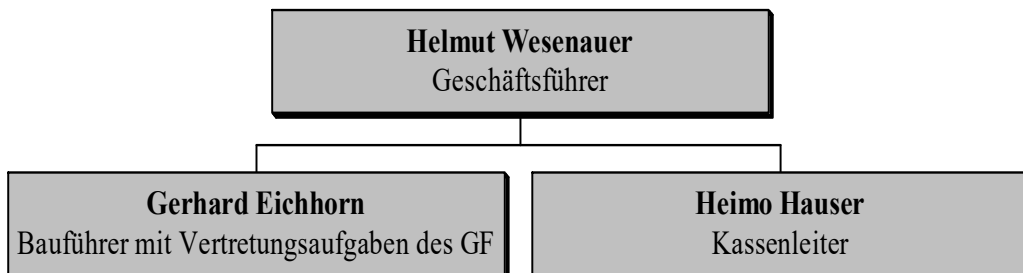 Helmut Wesenauer
Geschäftsführer
Gerhard Eichhorn
Bauführer mit Vertretungsaufgaben des GF
Heimo Hauser
Kassenleiter